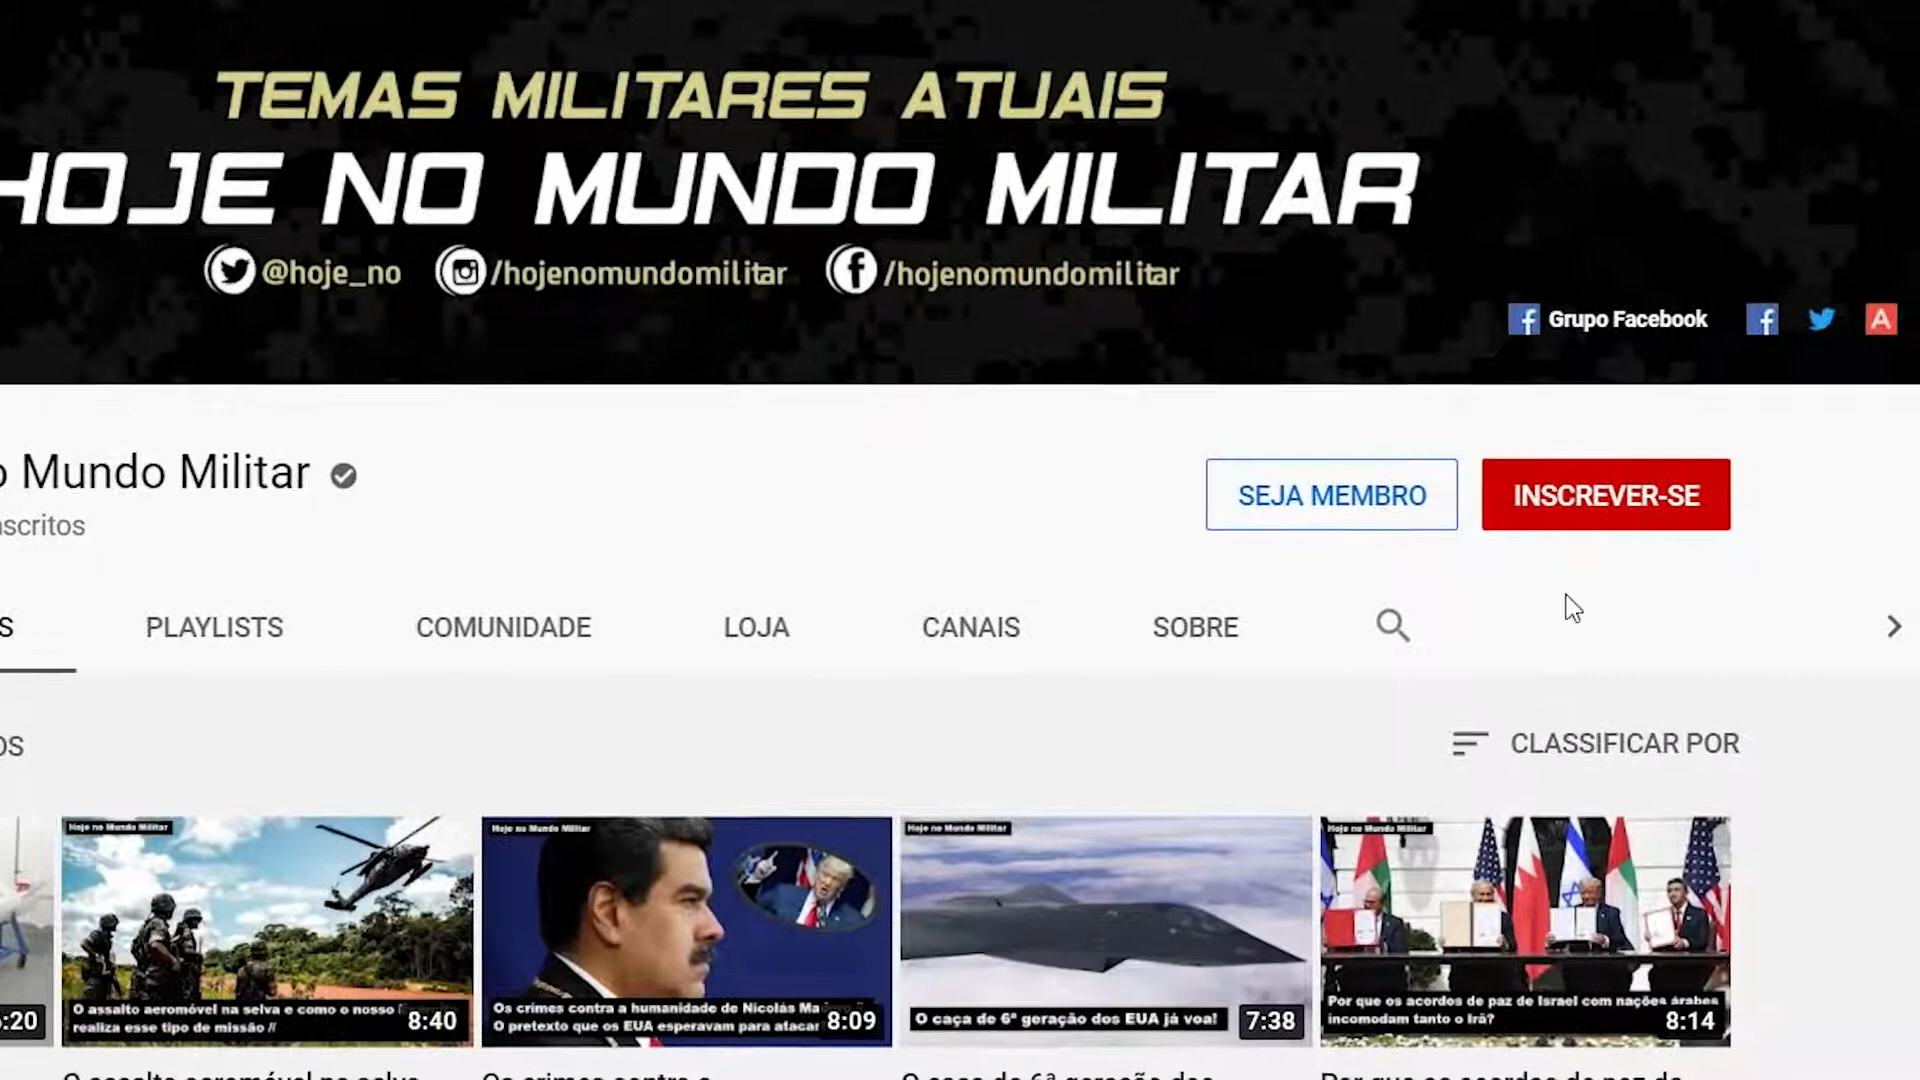 TEMAS MILITARES ATUAIS
HOJE NO MUNDO MILITAR
@hoje_no /hojenomundomilitar /hojenomundomilitar
Grupo Facebook
Mundo Militar
SEJA MEMBRO INSCREVER-SE
PLAYLISTS COMUNIDADE LOJA CANAIS SOBRE
CLASSIFICAR POR
Hoje no Mundo Militar
O assalto aeromóvel na selva e como o nosso
realiza esse tipo de missão //
8:40
Hoje no Mundo Militar
Os crimes contra a humanidade de Nicolás
O pretexto que os EUA esperavam para atacar
8:09
Hoje no Mundo Militar
O caça de 6ª geração dos EUA já voa!
7:38
Hoje no Mundo Militar
Por que os acordos de paz de Israel com nações árabes
incomodam tanto o Irã?
8:14